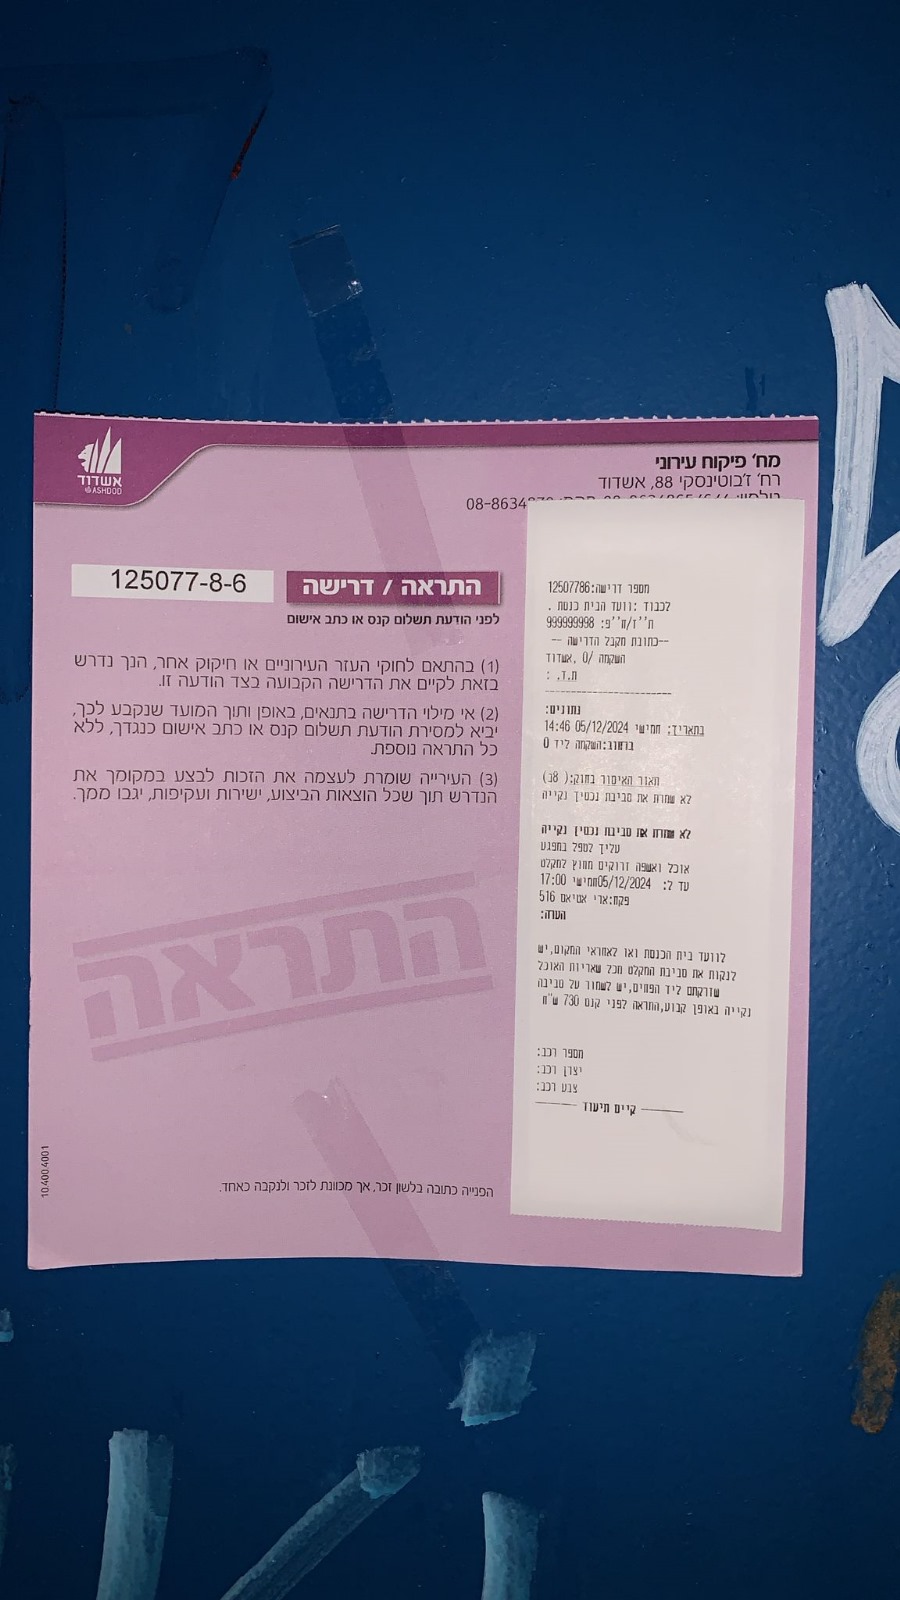 אשדוד
ASHDOD
מח' פיקוח עירוני
רח' ז'בוטינסקי 88, אשדוד
08-8634
התראה / דרישה
125077-8-6
לפני הודעת תשלום קנס או כתב אישום
(1) בהתאם לחוקי העזר העירוניים או חיקוק אחר, הנך נדרש
בזאת לקיים את הדרישה הקבועה בצד הודעה זו.
(2) אי מילוי הדרישה בתנאים, באופן ותוך המועד שנקבע לכך,
יביא למסירת הודעת תשלום קנס או כתב אישום כנגדך, ללא
כל התראה נוספת.
(3) העירייה שומרת לעצמה את הזכות לבצע במקומך את
הנדרש תוך שכל הוצאות הביצוע, ישירות ועקיפות, יגבו ממך.
התראה
הפנייה כתובה בלשון זכר, אך מכוונת לזכר ולנקבה כאחד.
10.400.4001
מספר דרישה:12507786
לכבוד :וועד הבית כנסת .
ת''ז/ח''פ: 999999998
--כתובת מקבל הדרישה --
השקמה /0 ,אשדוד
ת.ד. :
נתונים:
בתאריך: חמישי 05/12/2024 14:46
ברחוב:השקמה ליד 0
תאור האיסור בחוק:
לא שמרת את סביבת נכסיך נקייה
לא שמרת את סביבת נכסיך נקייה
עליך לטפל במפגע
אוכל ואשפה זרוקים מחוץ למקלט
עד ל: חמישי05/12/2024 17:00
פקח:ארי אטיאס 516
הערה:
לוועד בית הכנסת ואו לאחראי המקום,יש
לנקות את סביבת המקלט מכל שאריות האוכל
שזרקתם ליד הפחים,יש לשמור על סביבה
נקייה באופן קבוע,התראה לפני קנס 730 ש"ח
מספר רכב:
יצרן רכב:
צבע רכב:
קיים תיעוד